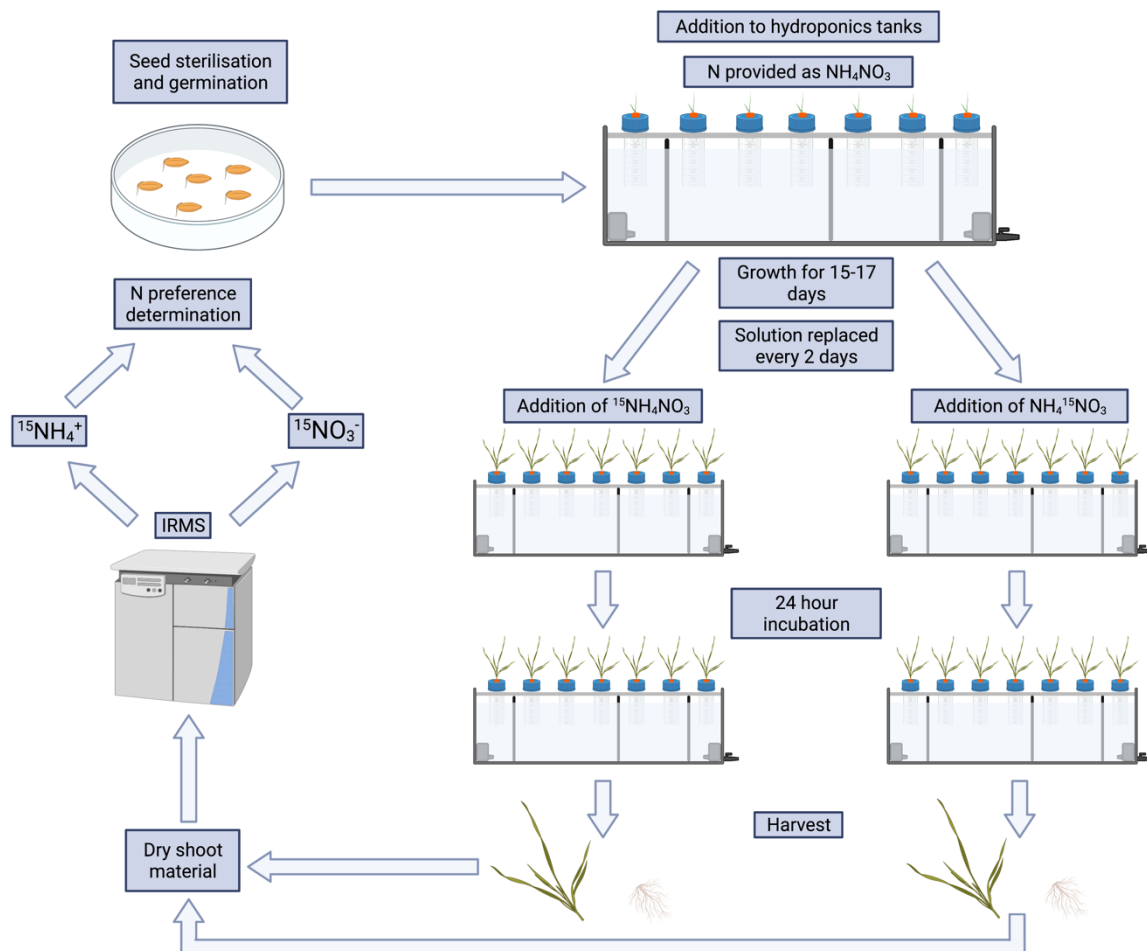 Seed sterilisation
and germination
Addition to hydroponics tanks
N provided as NH₄NO₃
Growth for 15-17
days
Solution replaced
every 2 days
Addition of ¹⁵NH₄NO₃
Addition of NH₄¹⁵NO₃
24 hour
incubation
Harvest
Dry shoot
material
IRMS
¹⁵NH₄⁺
¹⁵NO₃⁻
N preference
determination